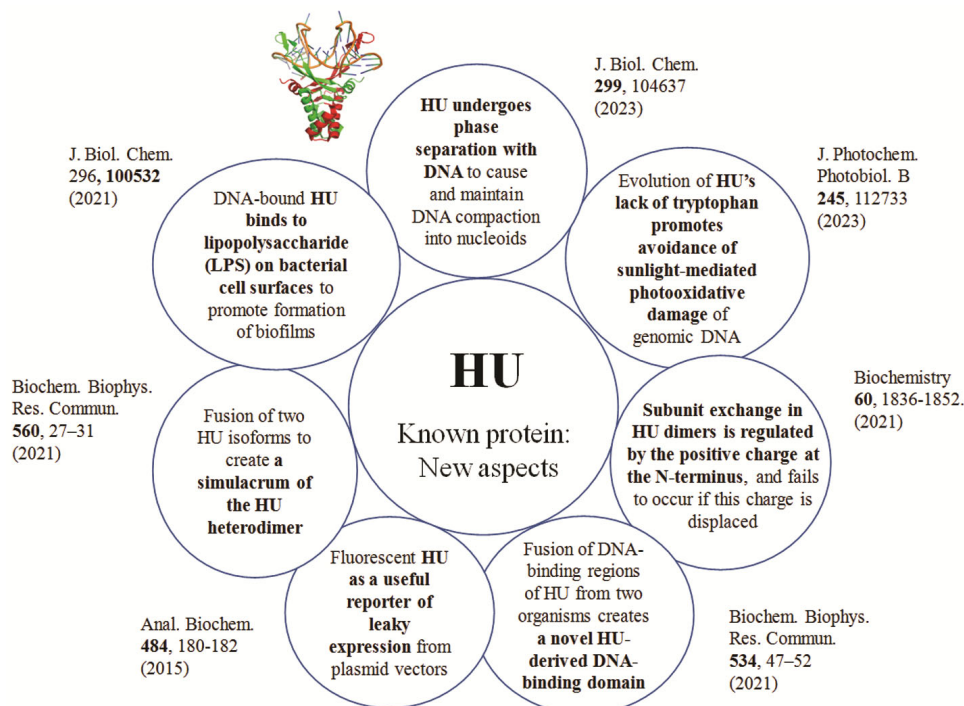 J. Biol. Chem.
299, 104637
(2023)
HU undergoes
phase
separation with
DNA to cause
and maintain
DNA compaction
into nucleoids
J. Photochem.
Photobiol. B
245, 112733
(2023)
Evolution of HU's
lack of tryptophan
promotes
avoidance of
sunlight-mediated
photooxidative
damage of
genomic DNA
Biochemistry
60, 1836-1852.
(2021)
Subunit exchange in
HU dimers is regulated
by the positive charge at
the N-terminus, and fails
to occur if this charge is
displaced
Biochem. Biophys.
Res. Commun.
534, 47–52
(2021)
Fusion of DNA-
binding regions
of HU from two
organisms creates
a novel HU-
derived DNA-
binding domain
Anal. Biochem.
484, 180-182
(2015)
Fluorescent HU
as a useful
reporter of
leaky
expression from
plasmid vectors
Biochem. Biophys.
Res. Commun.
560, 27–31
(2021)
Fusion of two
HU isoforms to
create a
simulacrum of
the HU
heterodimer
J. Biol. Chem.
296, 100532
(2021)
DNA-bound HU
binds to
lipopolysaccharide
(LPS) on bacterial
cell surfaces to
promote formation
of biofilms
HU
Known protein:
New aspects